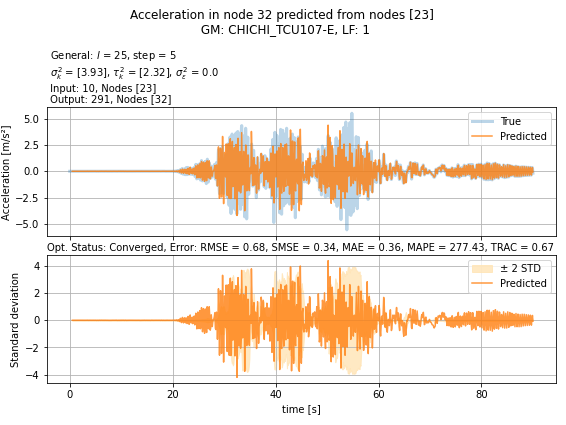 Acceleration in node 32 predicted from nodes [23]
GM: CHICHI_TCU107-E, LF: 1
General: l = 25, step = 5
σ²ₖ = [3.93], τ²ₖ = [2.32], σ²ε = 0.0
Input: 10, Nodes [23]
Output: 291, Nodes [32]
Acceleration [m/s²]
5.0
2.5
0.0
−2.5
−5.0
True
Predicted
Opt. Status: Converged, Error: RMSE = 0.68, SMSE = 0.34, MAE = 0.36, MAPE = 277.43, TRAC = 0.67
Standard deviation
4
2
0
−2
−4
± 2 STD
Predicted
0 20 40 60 80
time [s]